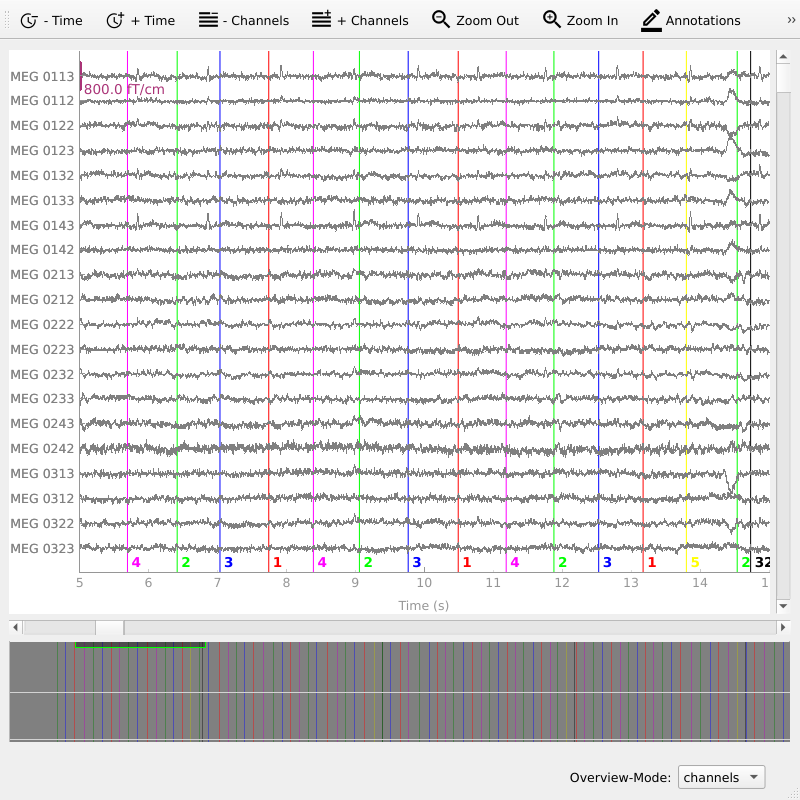 - Time + Time - Channels + Channels Zoom Out Zoom In Annotations »
MEG 0113
800.0 fT/cm
MEG 0112
MEG 0122
MEG 0123
MEG 0132
MEG 0133
MEG 0143
MEG 0142
MEG 0213
MEG 0212
MEG 0222
MEG 0223
MEG 0232
MEG 0233
MEG 0243
MEG 0242
MEG 0313
MEG 0312
MEG 0322
MEG 0323
4 2 3 1 4 2 3 1 4 2 3 1 5 2 32
5 6 7 8 9 10 11 12 13 14 1
Time (s)
Overview-Mode: channels